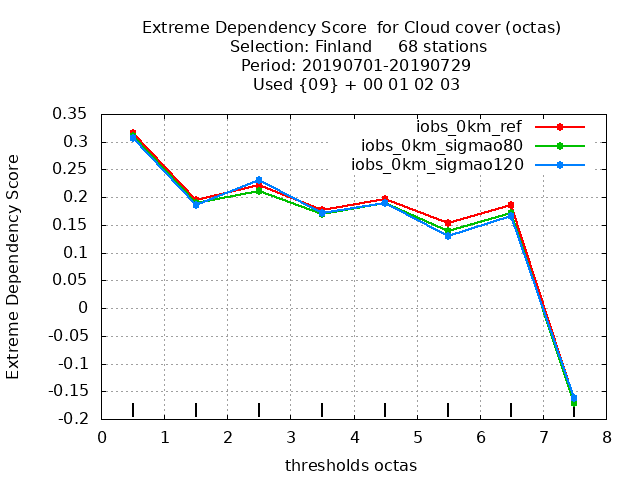 Extreme Dependency Score  for Cloud cover (octas)
Selection: Finland     68 stations
Period: 20190701-20190729
Used {09} + 00 01 02 03
iobs_0km_ref
iobs_0km_sigmao80
iobs_0km_sigmao120
Extreme Dependency Score
0.35
0.3
0.25
0.2
0.15
0.1
0.05
0
-0.05
-0.1
-0.15
-0.2
0 1 2 3 4 5 6 7 8
thresholds octas